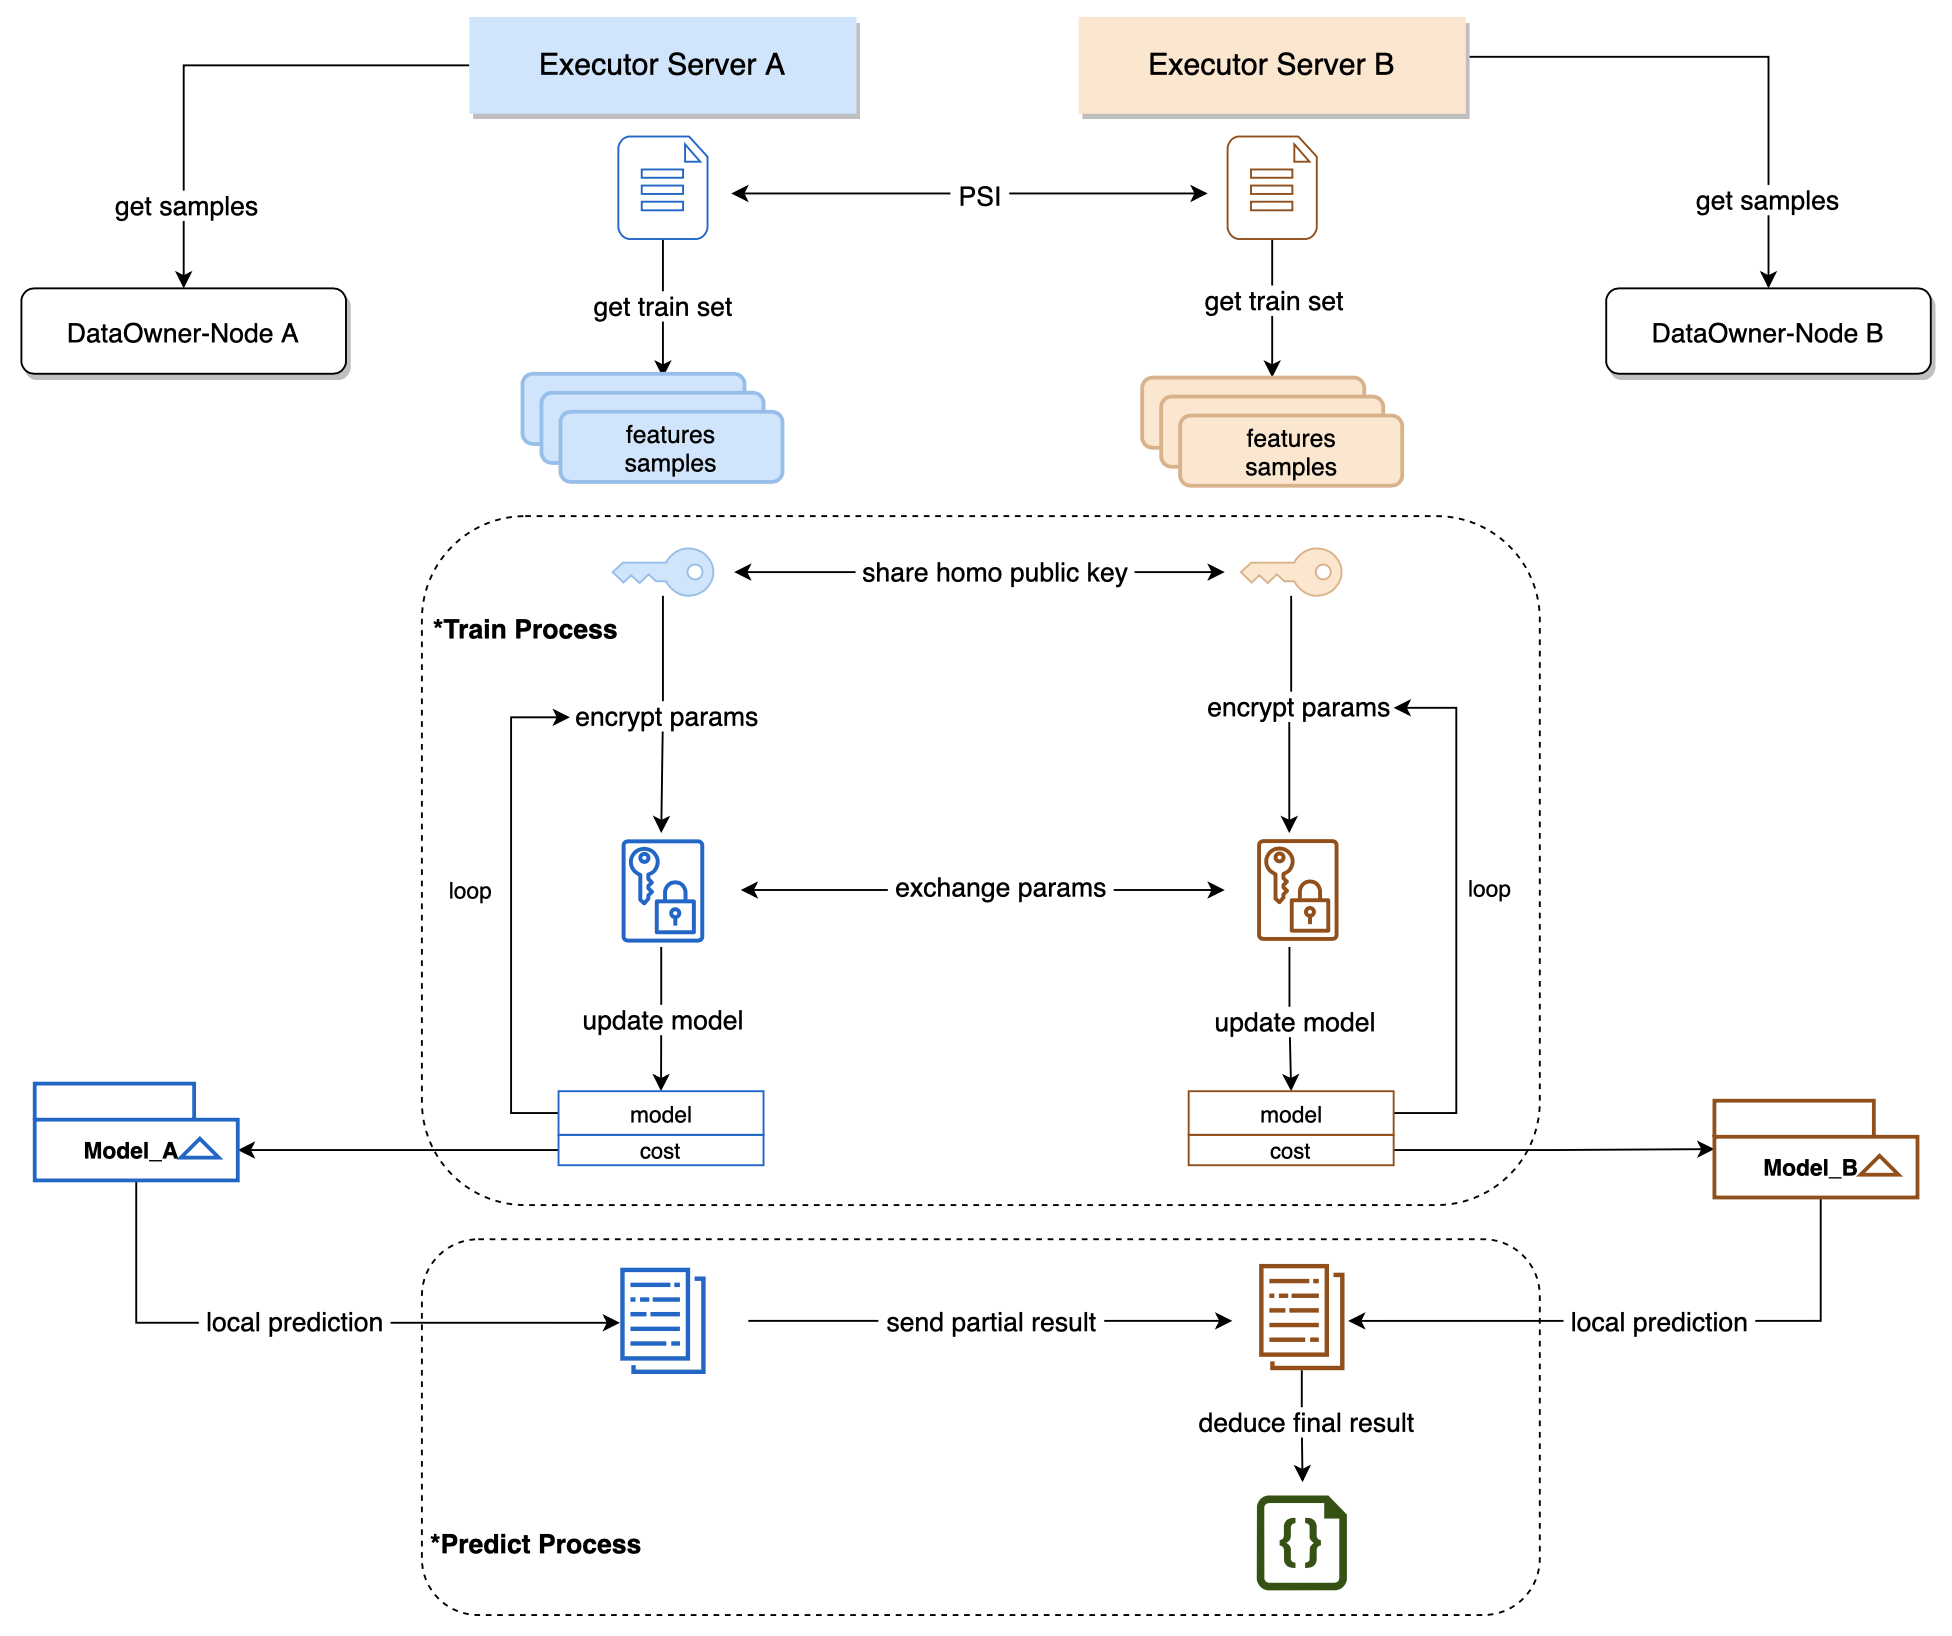 Executor Server A
Executor Server B
get samples
PSI
get samples
DataOwner-Node A
get train set
get train set
DataOwner-Node B
features
samples
features
samples
share homo public key
*Train Process
encrypt params
encrypt params
loop
exchange params
loop
update model
update model
model
model
Model_A
cost
cost
Model_B
local prediction
send partial result
local prediction
deduce final result
{}
*Predict Process